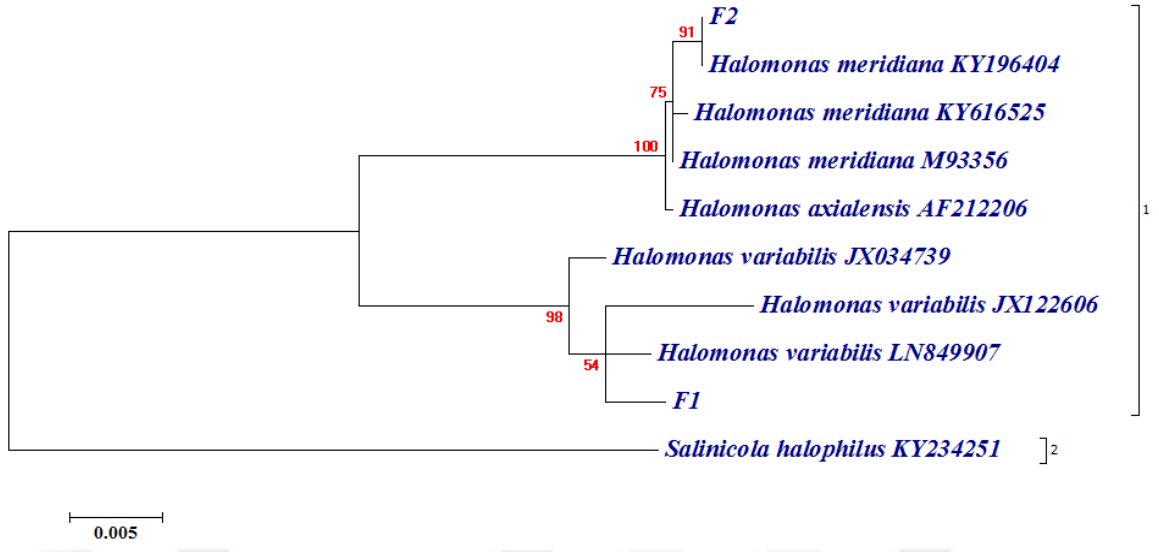 F2
91
Halomonas meridiana KY196404
75
Halomonas meridiana KY616525
100
Halomonas meridiana M93356
Halomonas axialensis AF212206
1
Halomonas variabilis JX034739
Halomonas variabilis JX122606
98
Halomonas variabilis LN849907
54
F1
Salinicola halophilus KY234251
2
0.005